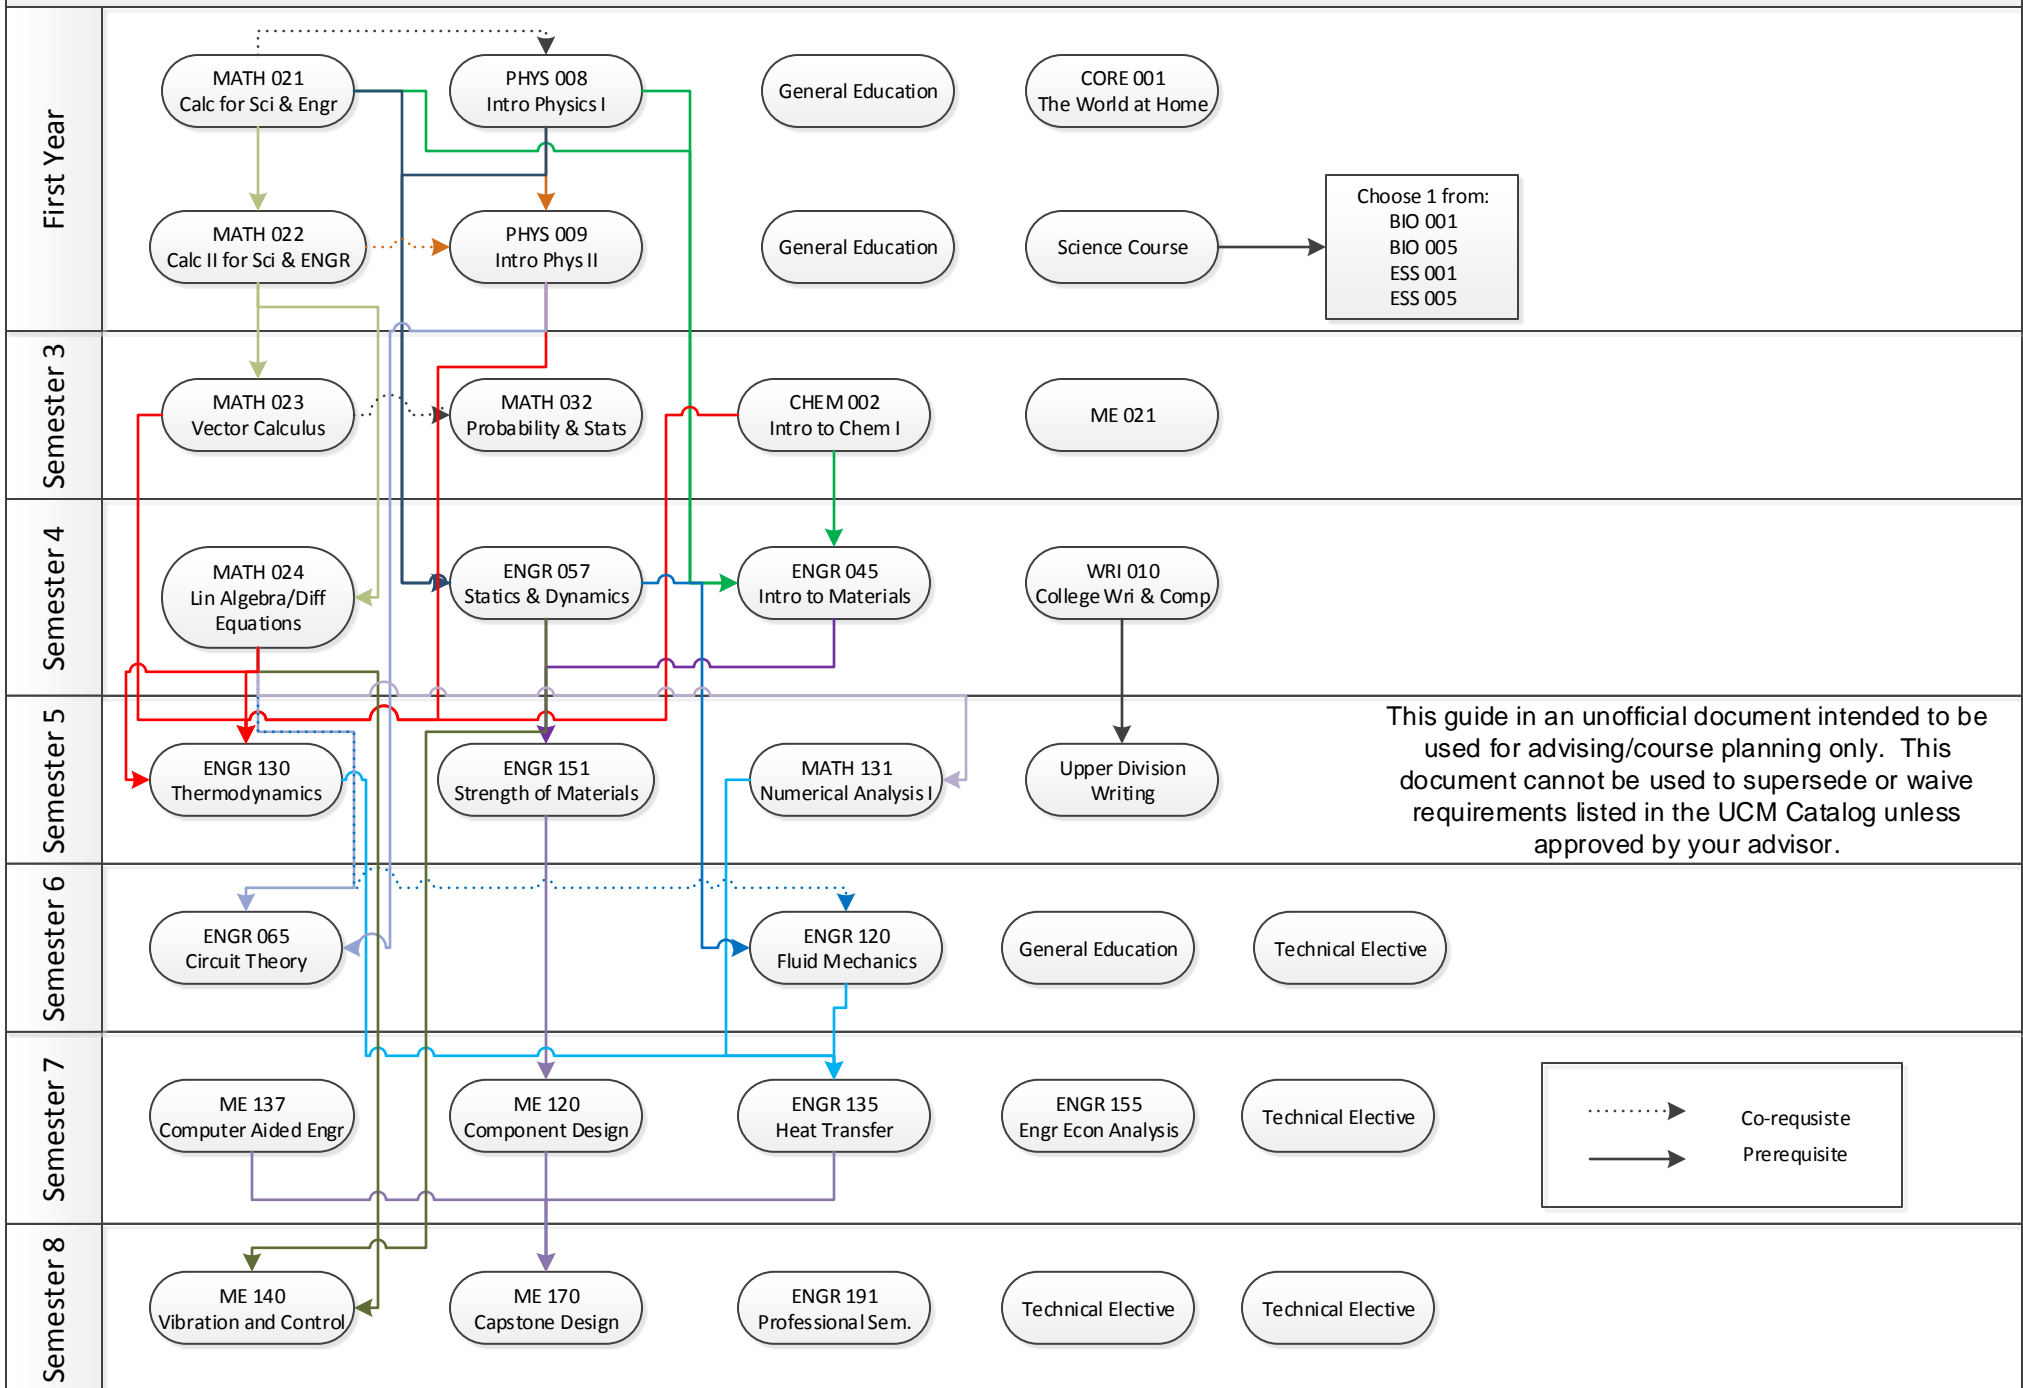 First Year
MATH 021
Calc for Sci & Engr
PHYS 008
Intro Physics I
General Education
CORE 001
The World at Home
MATH 022
Calc II for Sci & ENGR
PHYS 009
Intro Phys II
General Education
Science Course
Choose 1 from:
BIO 001
BIO 005
ESS 001
ESS 005
Semester 3
MATH 023
Vector Calculus
MATH 032
Probability & Stats
CHEM 002
Intro to Chem I
ME 021
Semester 4
MATH 024
Lin Algebra/Diff
Equations
ENGR 057
Statics & Dynamics
ENGR 045
Intro to Materials
WRI 010
College Wri & Comp
Semester 5
ENGR 130
Thermodynamics
ENGR 151
Strength of Materials
MATH 131
Numerical Analysis I
Upper Division
Writing
This guide in an unofficial document intended to be
used for advising/course planning only. This
document cannot be used to supersede or waive
requirements listed in the UCM Catalog unless
approved by your advisor.
Semester 6
ENGR 065
Circuit Theory
ENGR 120
Fluid Mechanics
General Education
Technical Elective
Semester 7
ME 137
Computer Aided Engr
ME 120
Component Design
ENGR 135
Heat Transfer
ENGR 155
Engr Econ Analysis
Technical Elective
Co-requsiste
Prerequisite
Semester 8
ME 140
Vibration and Control
ME 170
Capstone Design
ENGR 191
Professional Sem.
Technical Elective
Technical Elective